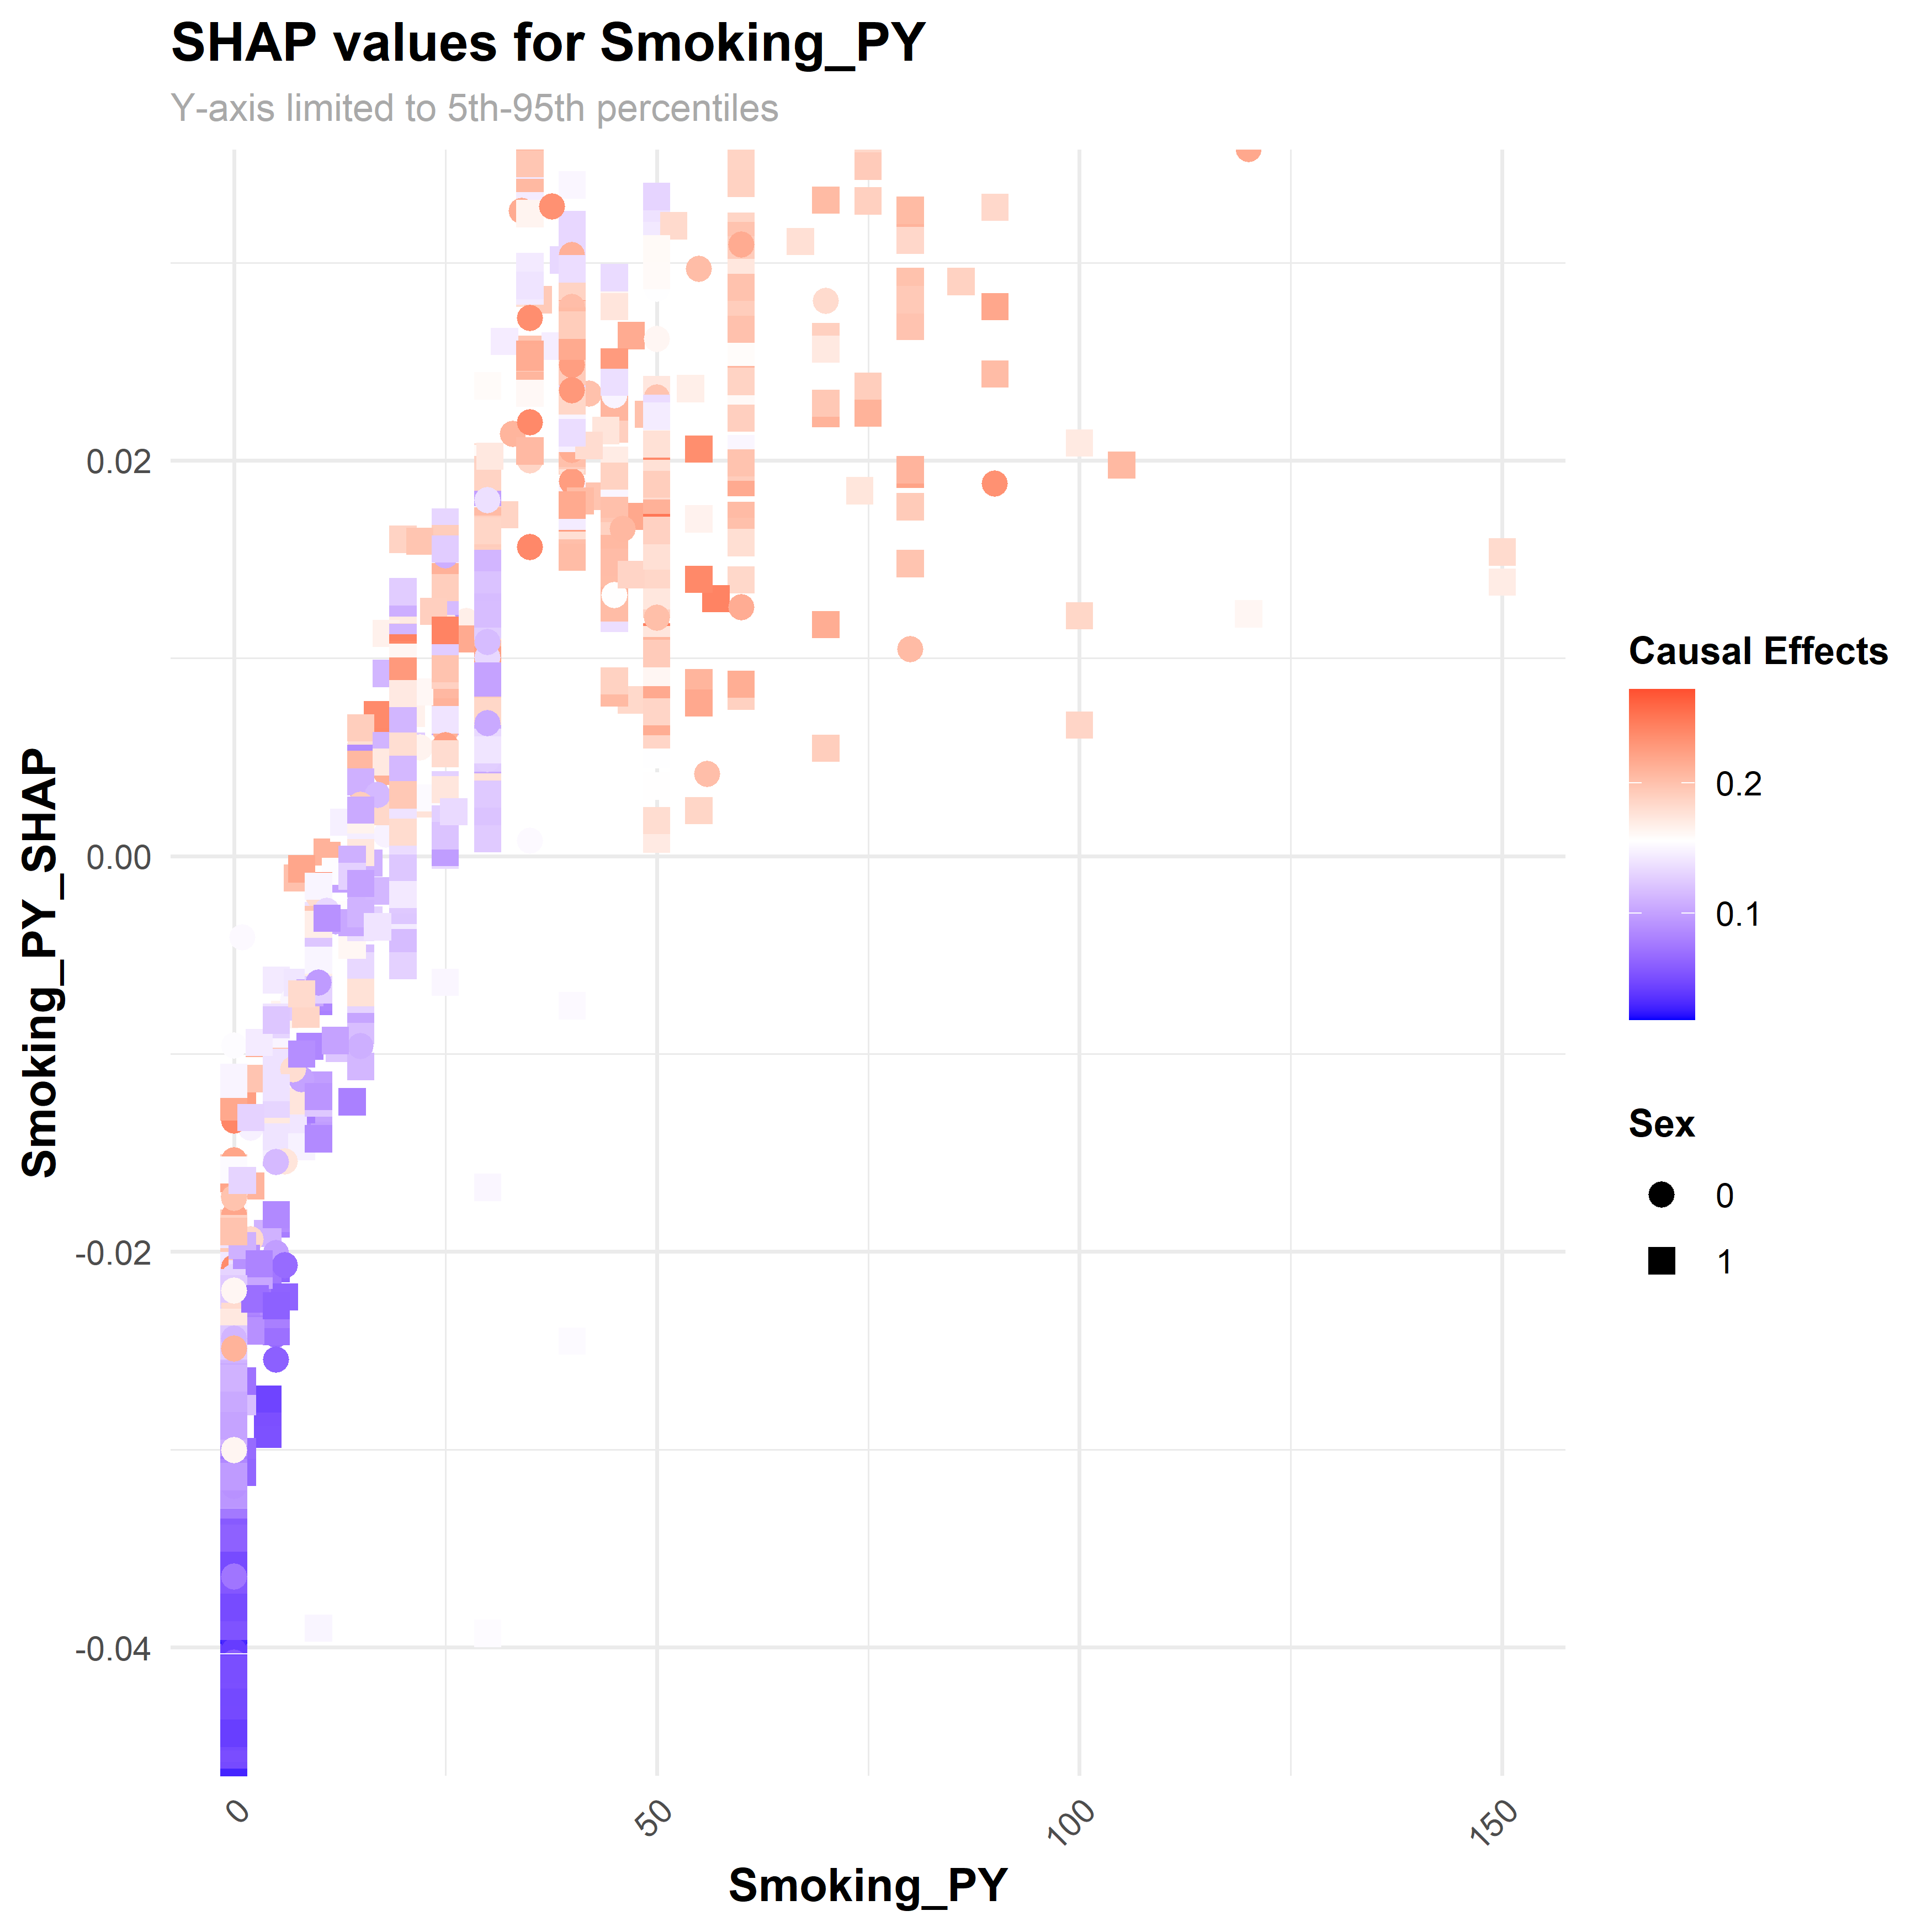 SHAP values for Smoking_PY
Y-axis limited to 5th-95th percentiles
Smoking_PY_SHAP
0.02
0.00
-0.02
-0.04
0
50
100
150
Smoking_PY
Causal Effects
0.2
0.1
Sex
0
1